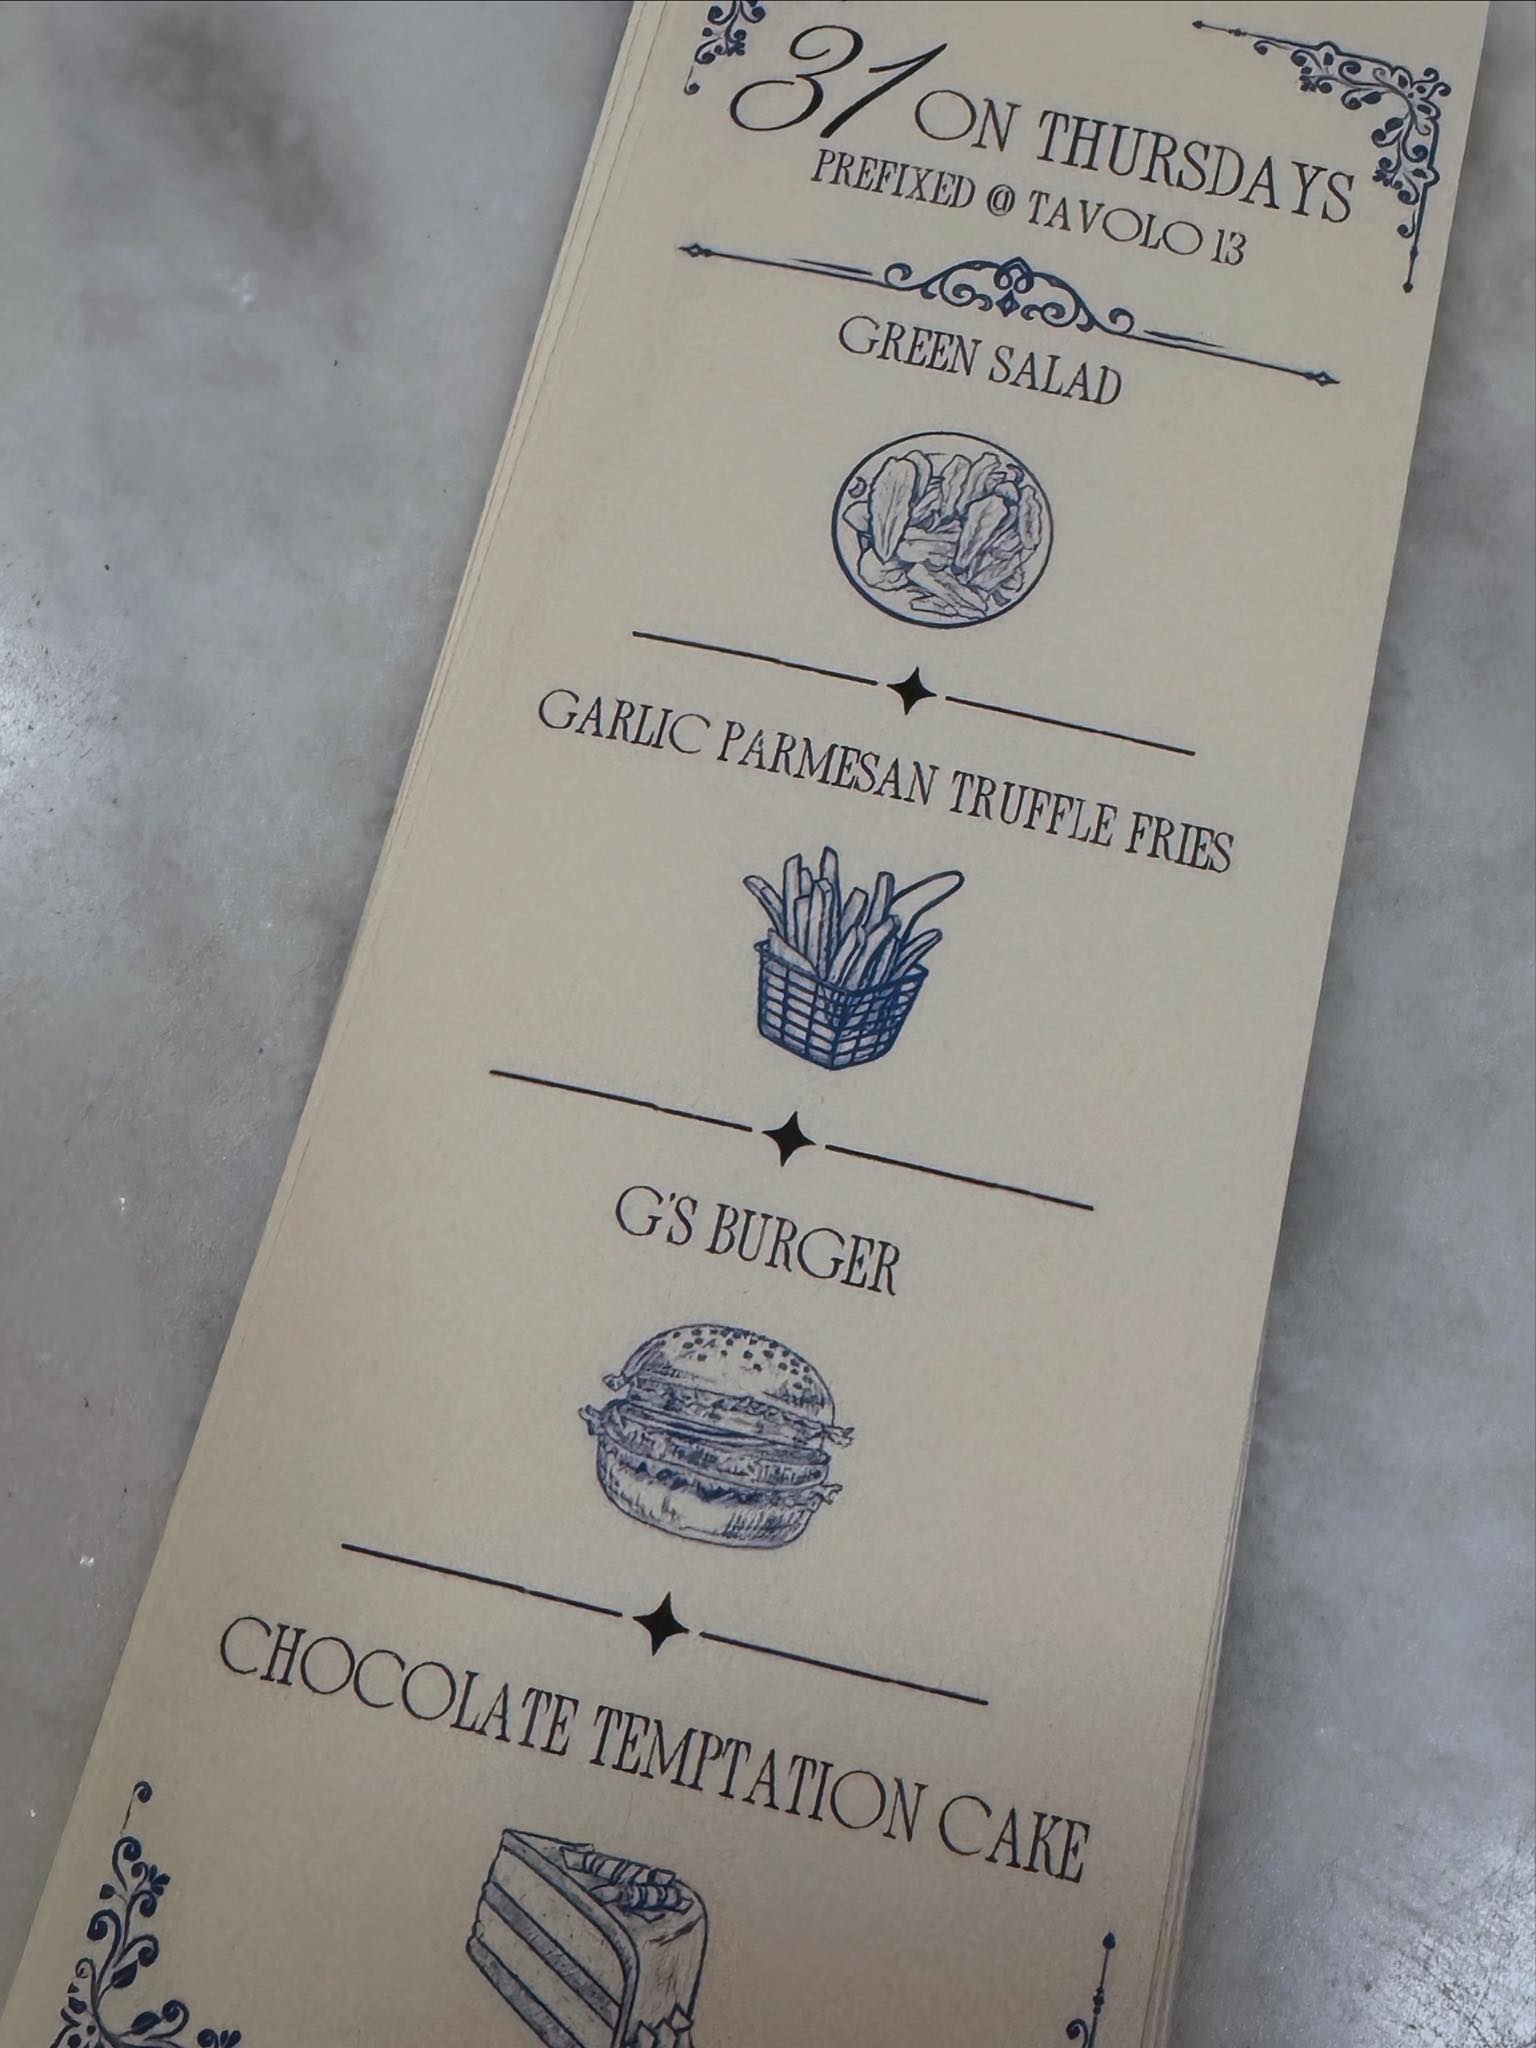 31 ON THURSDAYS
PREFIXED @ TAVOLO 13
GREEN SALAD
GARLIC PARMESAN TRUFFLE FRIES
G'S BURGER
CHOCOLATE TEMPTATION CAKE